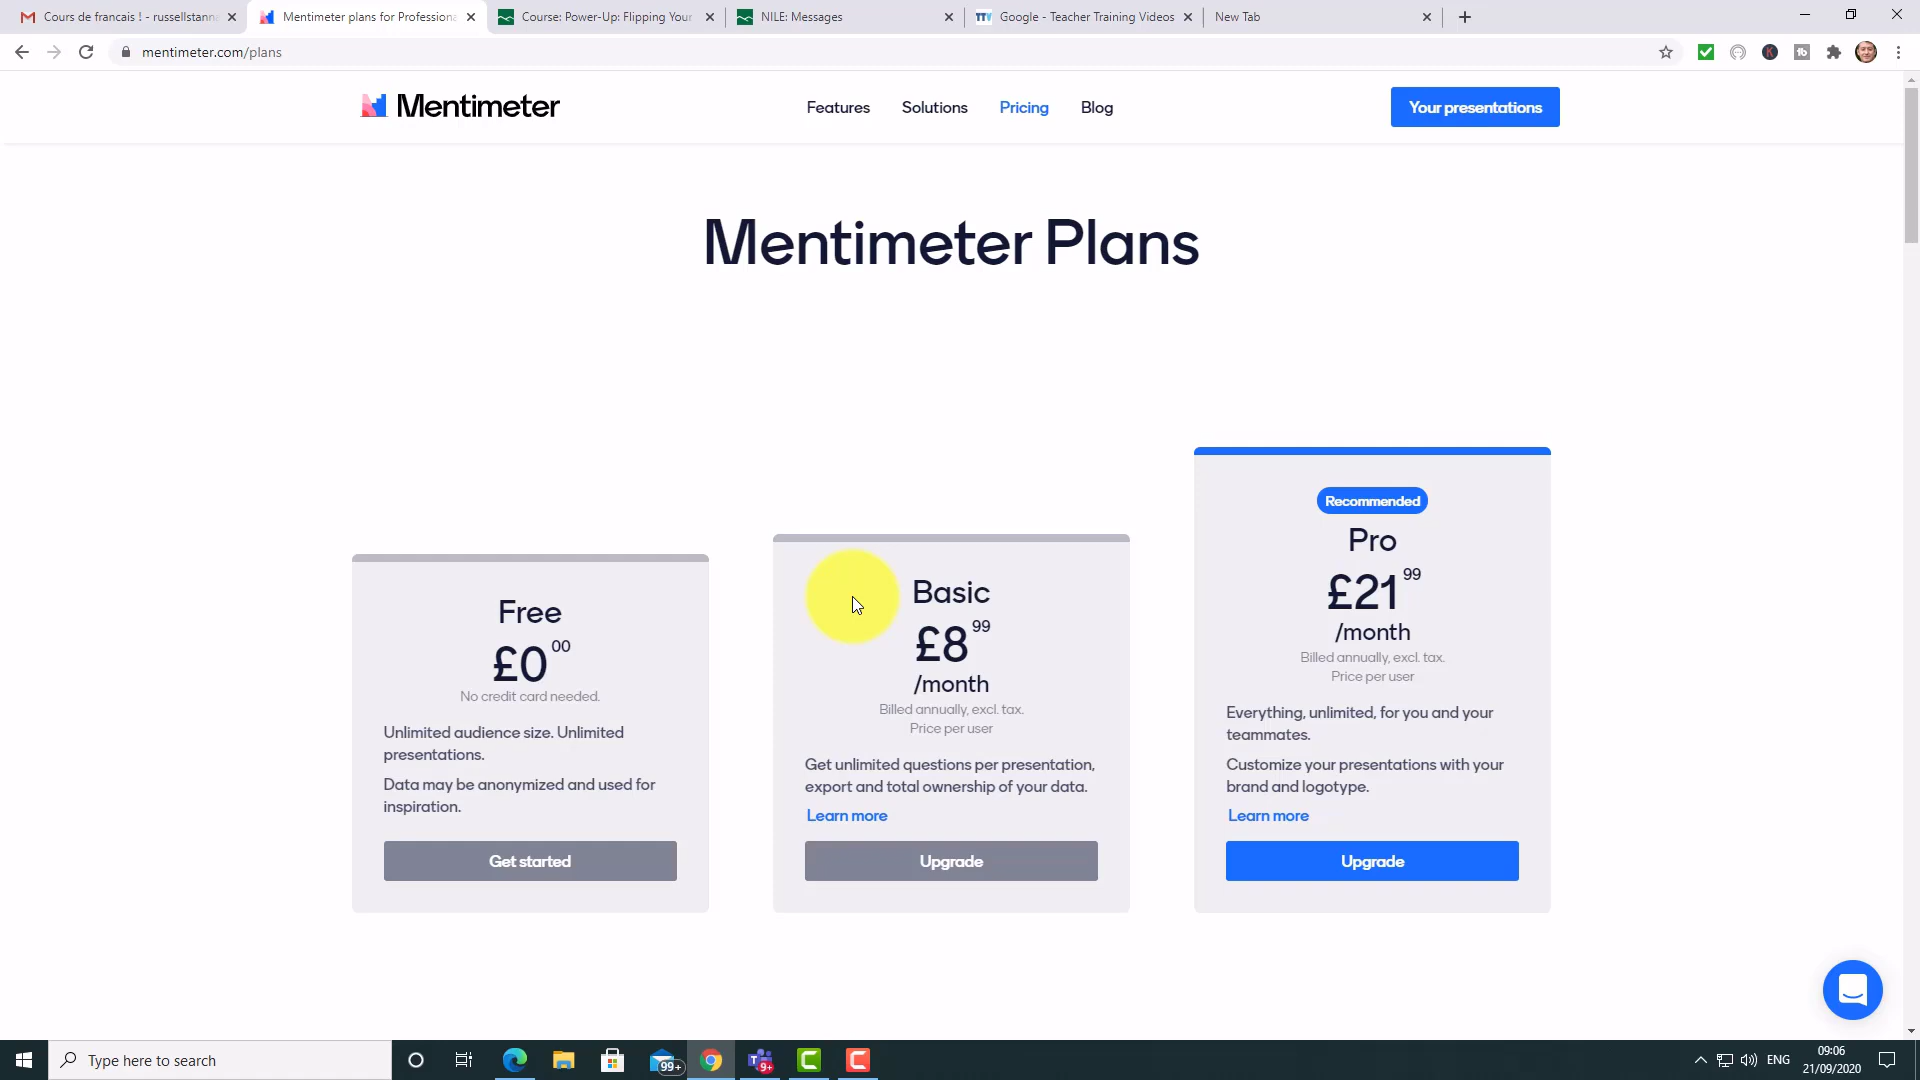 Cours de francais ! - russellstanne
Mentimeter plans for Professiona
Course: Power-Up: Flipping Your
NILE: Messages
Google - Teacher Training Videos
New Tab
mentimeter.com/plans
Mentimeter
Features
Solutions
Pricing
Blog
Your presentations
Mentimeter Plans
Free
£0 00
No credit card needed.
Unlimited audience size. Unlimited
presentations.
Data may be anonymized and used for
inspiration.
Get started
Basic
£8 99
/month
Billed annually, excl. tax.
Price per user
Get unlimited questions per presentation,
export and total ownership of your data.
Learn more
Upgrade
Recommended
Pro
£21 99
/month
Billed annually, excl. tax.
Price per user
Everything, unlimited, for you and your
teammates.
Customize your presentations with your
brand and logotype.
Learn more
Upgrade
Type here to search
99+
9+
ENG
09:06
21/09/2020